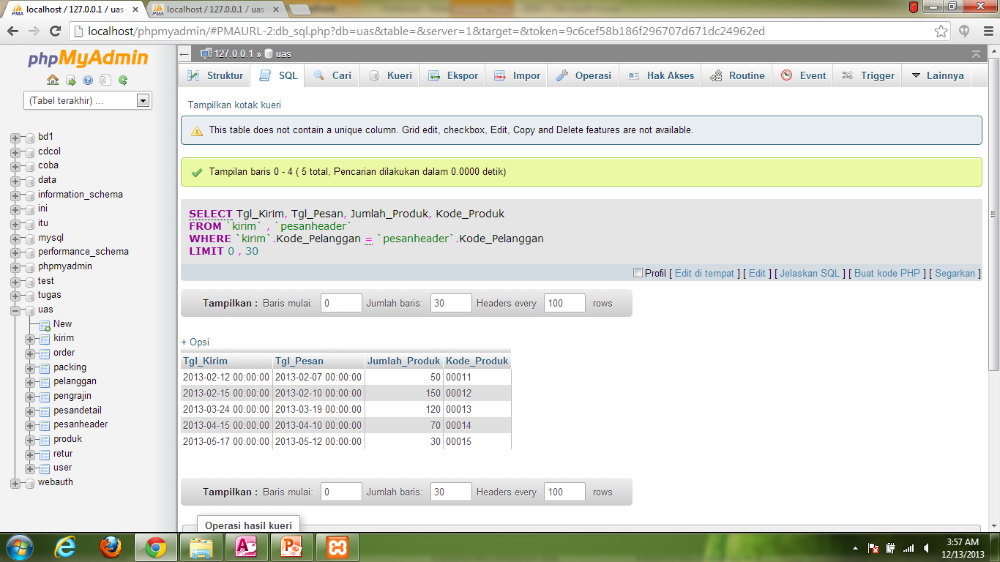 localhost / 127.0.0.1 / uas
localhost / 127.0.0.1 / uas
localhost/phpmyadmin/#PMAURL-2:db_sql.php?db=uas&table=&server=1&target=&token=9c6cef58b186f296707d671dc24962ed
phpMyAdmin
(Tabel terakhir) ...
bd1
cdcol
coba
data
information_schema
ini
itu
mysql
performance_schema
phpmyadmin
test
tugas
uas
New
kirim
order
packing
pelanggan
pengrajin
pesandetail
pesanheader
produk
retur
user
webauth
127.0.0.1 » uas
Struktur SQL Cari Kueri Ekspor Impor Operasi Hak Akses Routine Event Trigger Lainnya
Tampilkan kotak kueri
This table does not contain a unique column. Grid edit, checkbox, Edit, Copy and Delete features are not available.
Tampilan baris 0 - 4 ( 5 total, Pencarian dilakukan dalam 0.0000 detik)
SELECT Tgl_Kirim, Tgl_Pesan, Jumlah_Produk, Kode_Produk
FROM `kirim` , `pesanheader`
WHERE `kirim`.Kode_Pelanggan = `pesanheader`.Kode_Pelanggan
LIMIT 0 , 30
Profil [ Edit di tempat ] [ Edit ] [ Jelaskan SQL ] [ Buat kode PHP ] [ Segarkan ]
Tampilkan : Baris mulai: 0 Jumlah baris: 30 Headers every 100 rows
+ Opsi
Tgl_Kirim Tgl_Pesan Jumlah_Produk Kode_Produk
2013-02-12 00:00:00 2013-02-07 00:00:00 50 00011
2013-02-15 00:00:00 2013-02-10 00:00:00 150 00012
2013-03-24 00:00:00 2013-03-19 00:00:00 120 00013
2013-04-15 00:00:00 2013-04-10 00:00:00 70 00014
2013-05-17 00:00:00 2013-05-12 00:00:00 30 00015
Tampilkan : Baris mulai: 0 Jumlah baris: 30 Headers every 100 rows
Operasi hasil kueri
3:57 AM
12/13/2013